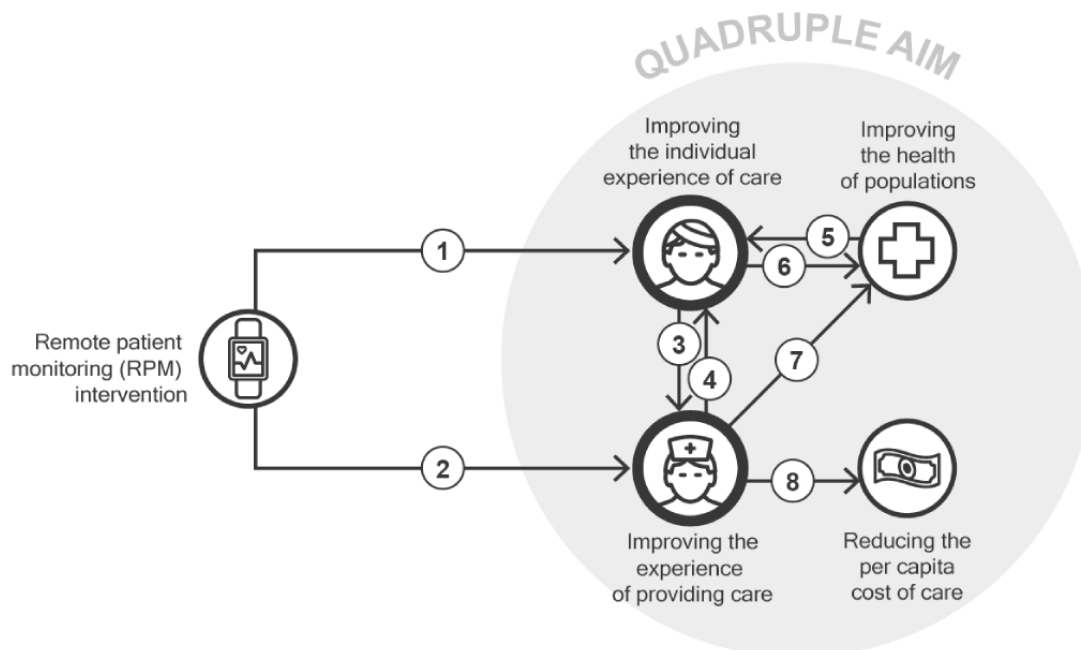 QUADRUPLE AIM
Improving
the individual
experience of care
Improving
the health
of populations
1
5
6
Remote patient
monitoring (RPM)
intervention
3
4
7
2
8
Improving the
experience
of providing care
Reducing the
per capita
cost of care